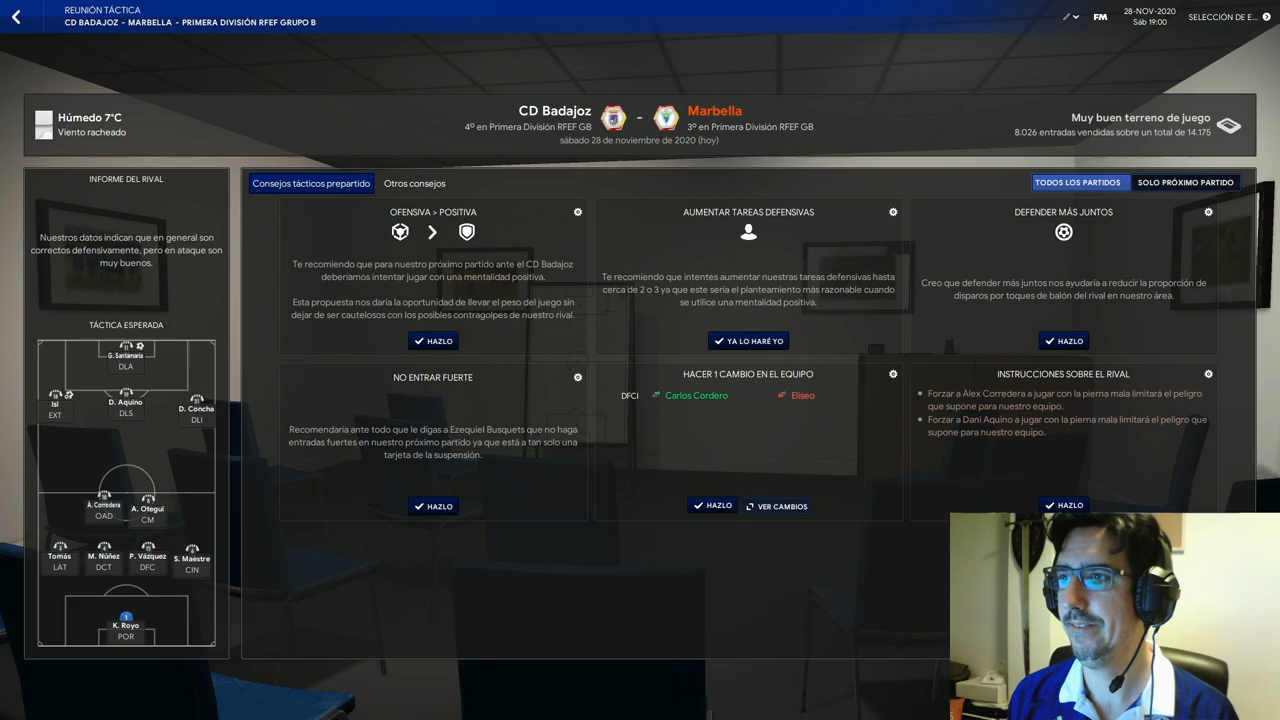 REUNIÓN TÁCTICA
CD BADAJOZ - MARBELLA - PRIMERA DIVISIÓN RFEF GRUPO B
FM
28-NOV-2020
Sáb 19:00
SELECCIÓN DE E...
Húmedo 7°C
Viento racheado
CD Badajoz
-
Marbella
4º en Primera División RFEF GB
3º en Primera División RFEF GB
sábado 28 de noviembre de 2020 (hoy)
Muy buen terreno de juego
8.026 entradas vendidas sobre un total de 14.175
INFORME DEL RIVAL
Nuestros datos indican que en general son
correctos defensivamente, pero en ataque son
muy buenos.
TÁCTICA ESPERADA
G. Santamaría
DLA
Isi
EXT
D. Aquino
DLS
D. Concha
DLI
À. Corredera
OAD
A. Otegui
CM
Tomás
LAT
M. Núñez
DCT
P. Vázquez
DFC
S. Maestre
CIN
1
K. Royo
POR
Consejos tácticos prepartido
Otros consejos
TODOS LOS PARTIDOS
SOLO PRÓXIMO PARTIDO
OFENSIVA > POSITIVA
Te recomiendo que para nuestro próximo partido ante el CD Badajoz
deberíamos intentar jugar con una mentalidad positiva.
Esta propuesta nos daría la oportunidad de llevar el peso del juego sin
dejar de ser cautelosos con los posibles contragolpes de nuestro rival.
HAZLO
AUMENTAR TAREAS DEFENSIVAS
Te recomiendo que intentes aumentar nuestras tareas defensivas hasta
cerca de 2 o 3 ya que este sería el planteamiento más razonable cuando
se utilice una mentalidad positiva.
YA LO HARÉ YO
DEFENDER MÁS JUNTOS
Creo que defender más juntos nos ayudaría a reducir la proporción de
disparos por toques de balón del rival en nuestro área.
HAZLO
NO ENTRAR FUERTE
Recomendaría ante todo que le digas a Ezequiel Busquets que no haga
entradas fuertes en nuestro próximo partido ya que está a tan solo una
tarjeta de la suspensión.
HAZLO
HACER 1 CAMBIO EN EL EQUIPO
DFCI
Carlos Cordero
Eliseo
HAZLO
VER CAMBIOS
INSTRUCCIONES SOBRE EL RIVAL
Forzar a Àlex Corredera a jugar con la pierna mala limitará el peligro
que supone para nuestro equipo.
Forzar a Dani Aquino a jugar con la pierna mala limitará el peligro que
supone para nuestro equipo.
HAZLO